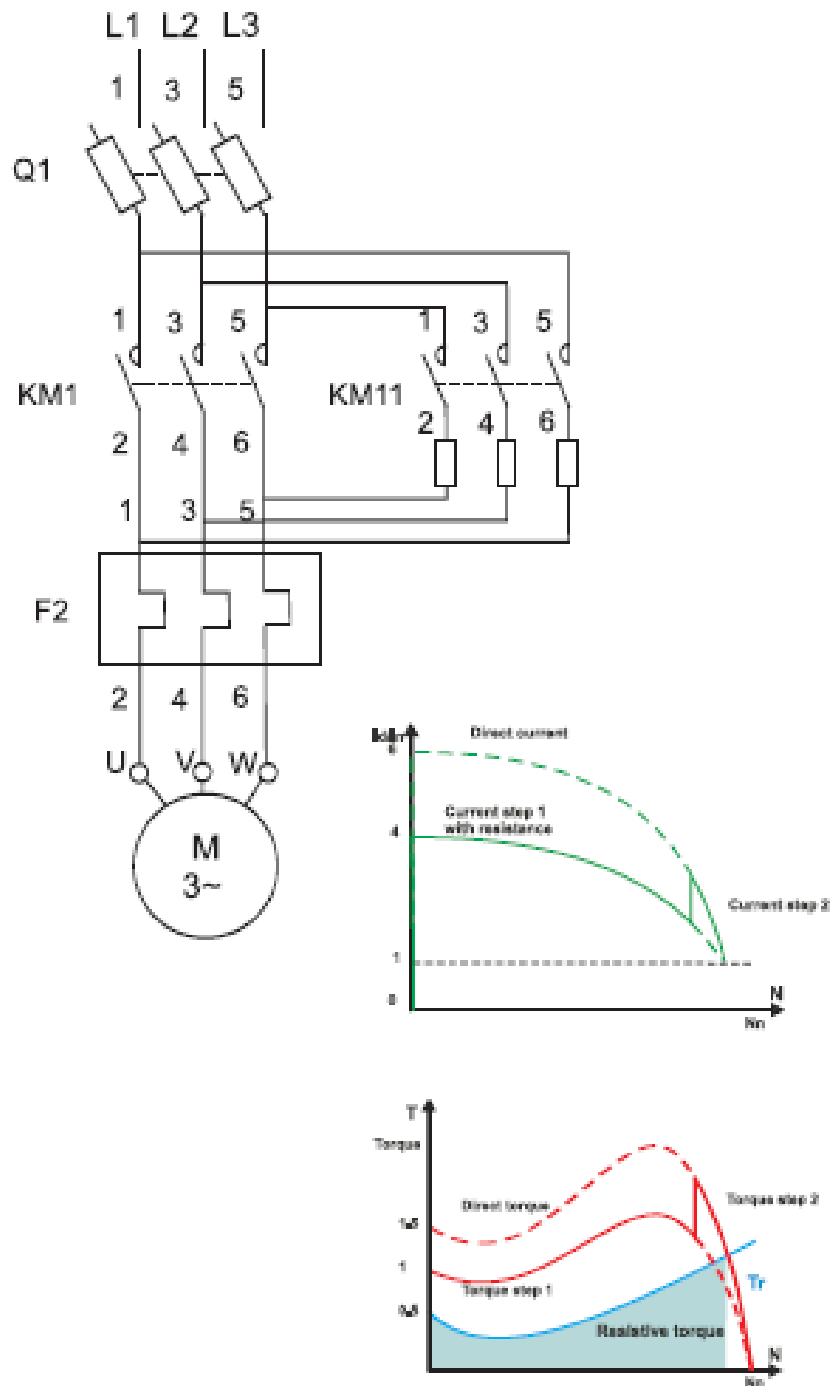 L1 L2 L3
1 3 5
Q1
1 3 5 1 3 5
KM1 KM11
2 4 6 2 4 6
1 3 5
F2
2 4 6
U V W
M
3~
Direct current
6
Current step 1
with resistance
4
Current step 2
1
0
N
Nn
T
Torque
Direct torque
Torque step 2
1,5
1
Torque step 1
Tr
0,5
Resistive torque
N
Nn